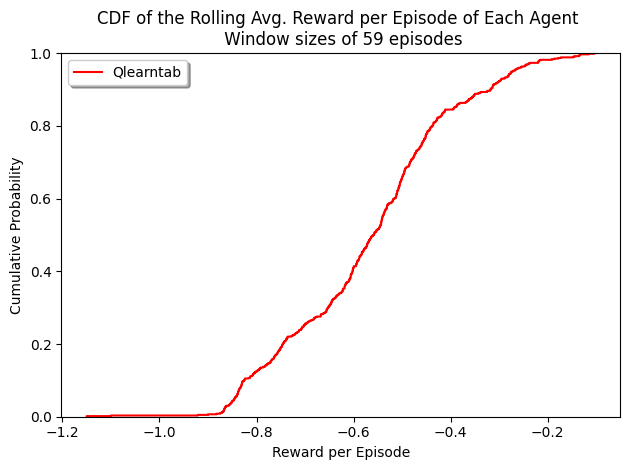 CDF of the Rolling Avg. Reward per Episode of Each Agent
Window sizes of 59 episodes
Qlearntab
Cumulative Probability
1.0
0.8
0.6
0.4
0.2
0.0
−1.2 −1.0 −0.8 −0.6 −0.4 −0.2
Reward per Episode